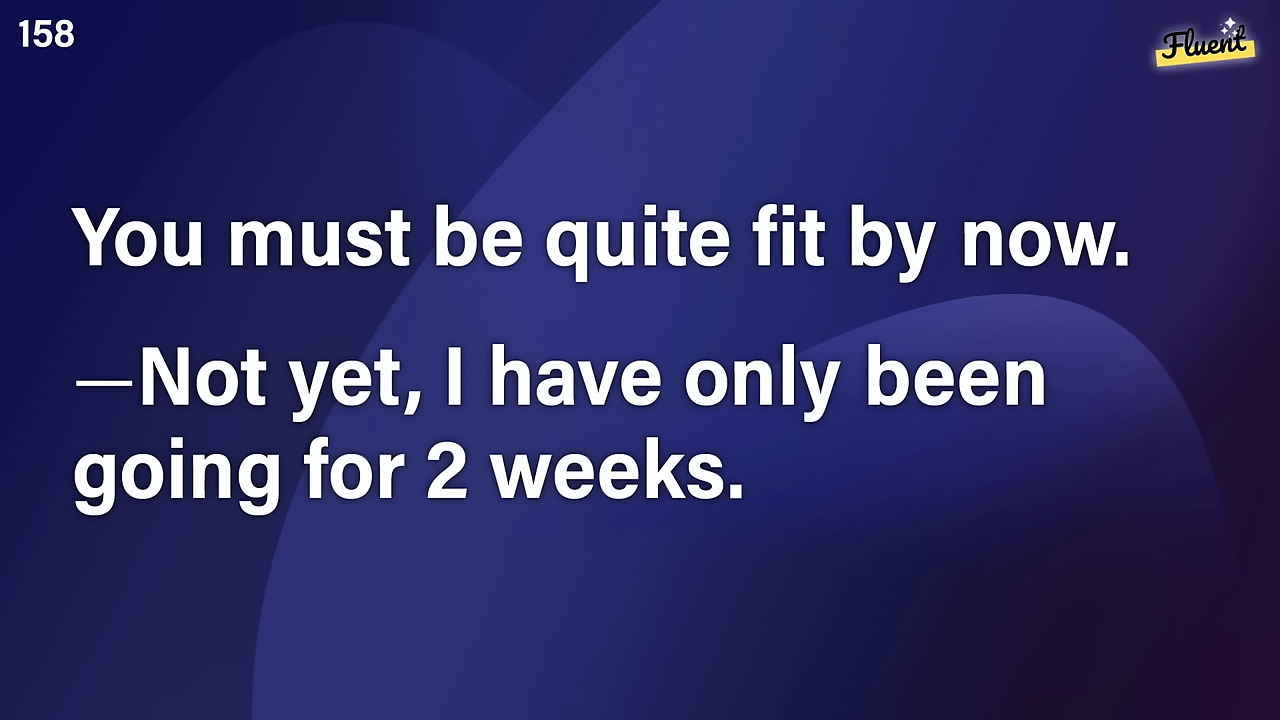 158
Fluent
You must be quite fit by now.
—Not yet, I have only been
going for 2 weeks.